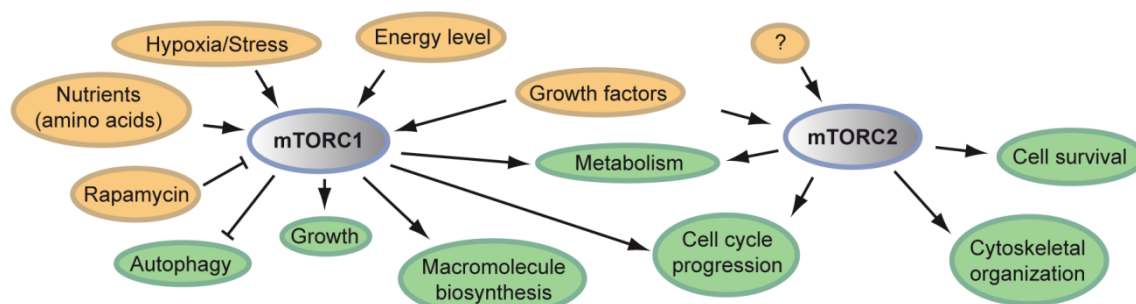 Hypoxia/Stress
Energy level
?
Nutrients
(amino acids)
Growth factors
mTORC1
mTORC2
Metabolism
Cell survival
Rapamycin
Growth
Autophagy
Cell cycle
progression
Macromolecule
biosynthesis
Cytoskeletal
organization